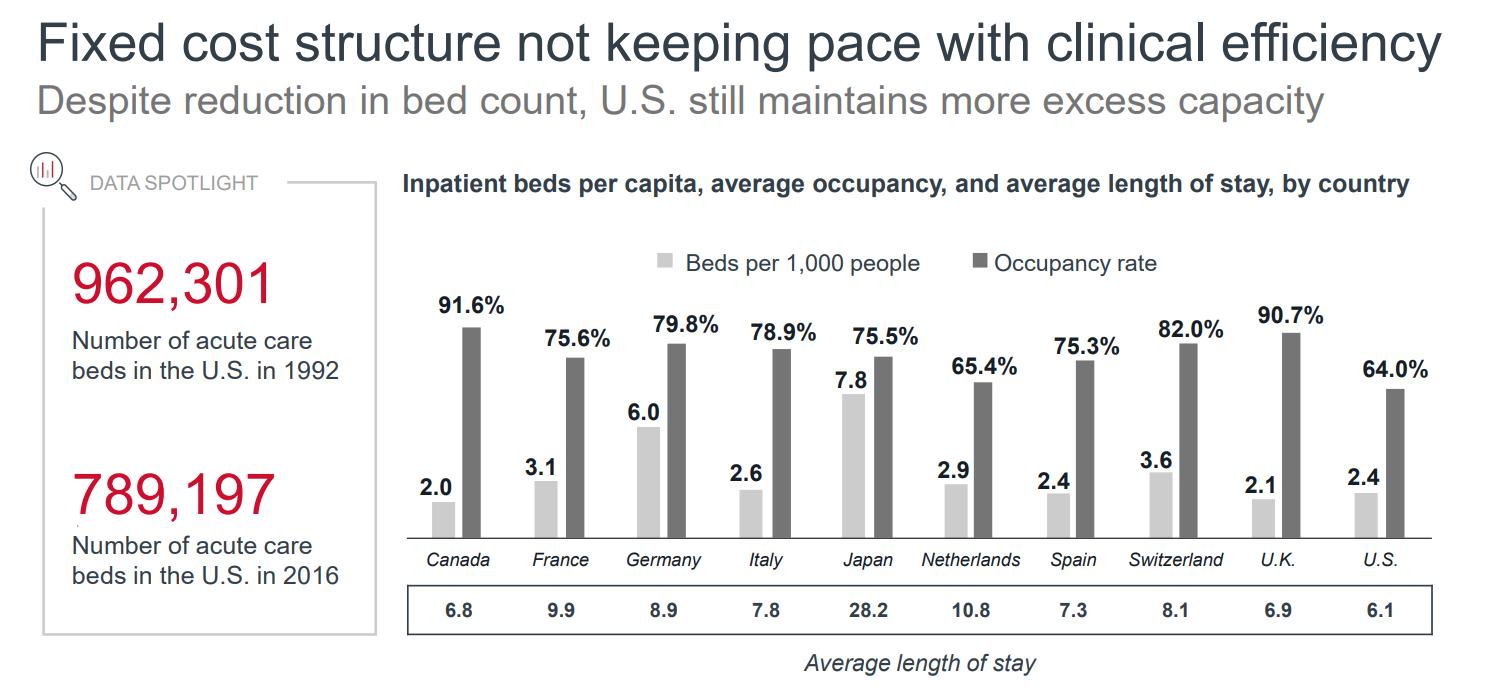 Fixed cost structure not keeping pace with clinical efficiency
Despite reduction in bed count, U.S. still maintains more excess capacity
DATA SPOTLIGHT
962,301
Number of acute care
beds in the U.S. in 1992
789,197
Number of acute care
beds in the U.S. in 2016
Inpatient beds per capita, average occupancy, and average length of stay, by country
Beds per 1,000 people Occupancy rate
2.0 91.6% 3.1 75.6% 6.0 79.8% 2.6 78.9% 7.8 75.5% 2.9 65.4% 2.4 75.3% 3.6 82.0% 2.1 90.7% 2.4 64.0%
Canada France Germany Italy Japan Netherlands Spain Switzerland U.K. U.S.
6.8 9.9 8.9 7.8 28.2 10.8 7.3 8.1 6.9 6.1
Average length of stay